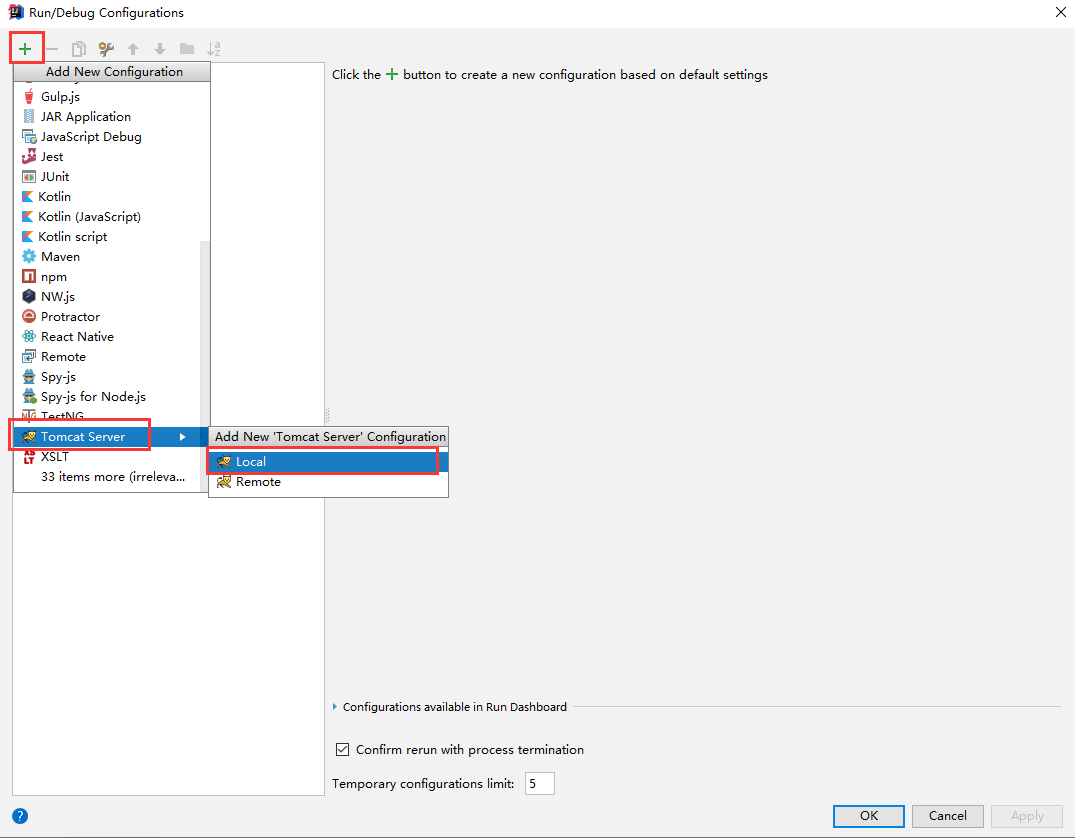 Run/Debug Configurations
Add New Configuration
Click the + button to create a new configuration based on default settings
Gulp.js
JAR Application
JavaScript Debug
Jest
JUnit
Kotlin
Kotlin (JavaScript)
Kotlin script
Maven
npm
NW.js
Protractor
React Native
Remote
Spy-js
Spy-js for Node.js
TestNG
Tomcat Server
XSLT
33 items more (irreleva...
Add New 'Tomcat Server' Configuration
Local
Remote
Configurations available in Run Dashboard
Confirm rerun with process termination
Temporary configurations limit: 5
? OK Cancel Apply